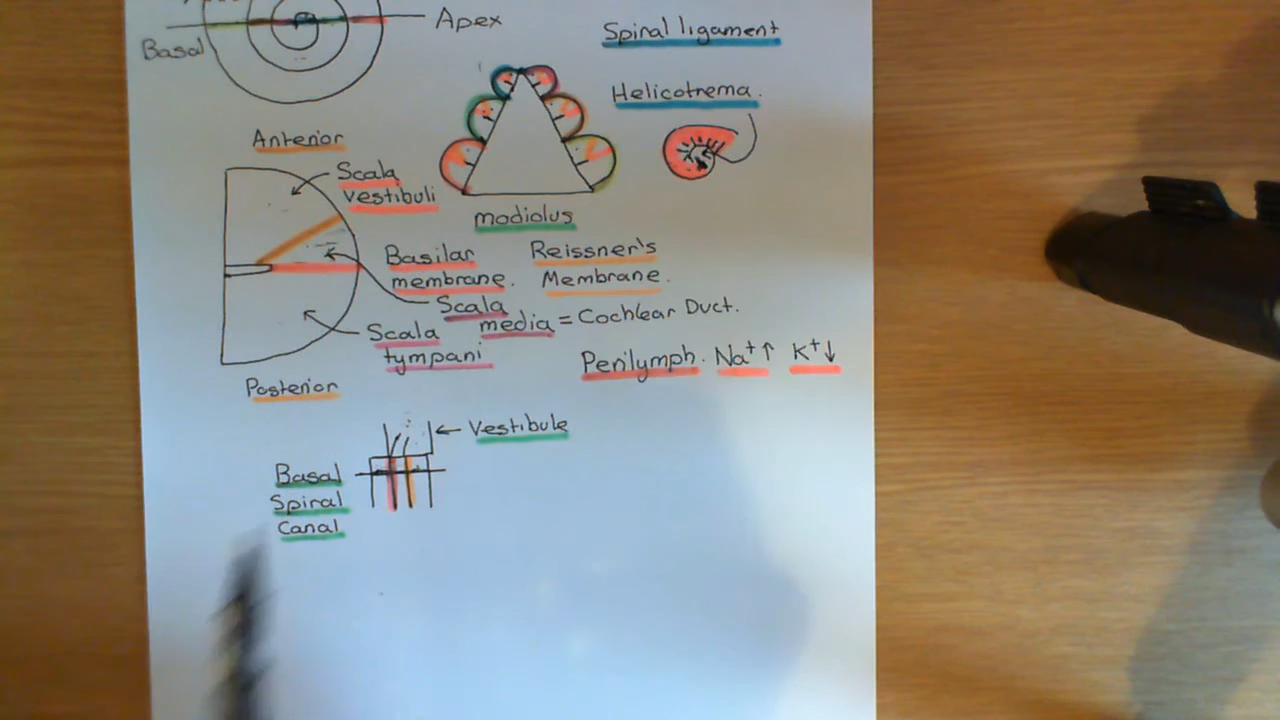 Apex
Basal
Spiral ligament
Helicotrema.
Anterior
Scala
vestibuli
modiolus
Basilar
membrane.
Reissner's
Membrane.
Scala
media = Cochlear Duct.
Scala
tympani
Perilymph. Na+↑ K+↓
Posterior
← Vestibule
Basal
Spiral
Canal